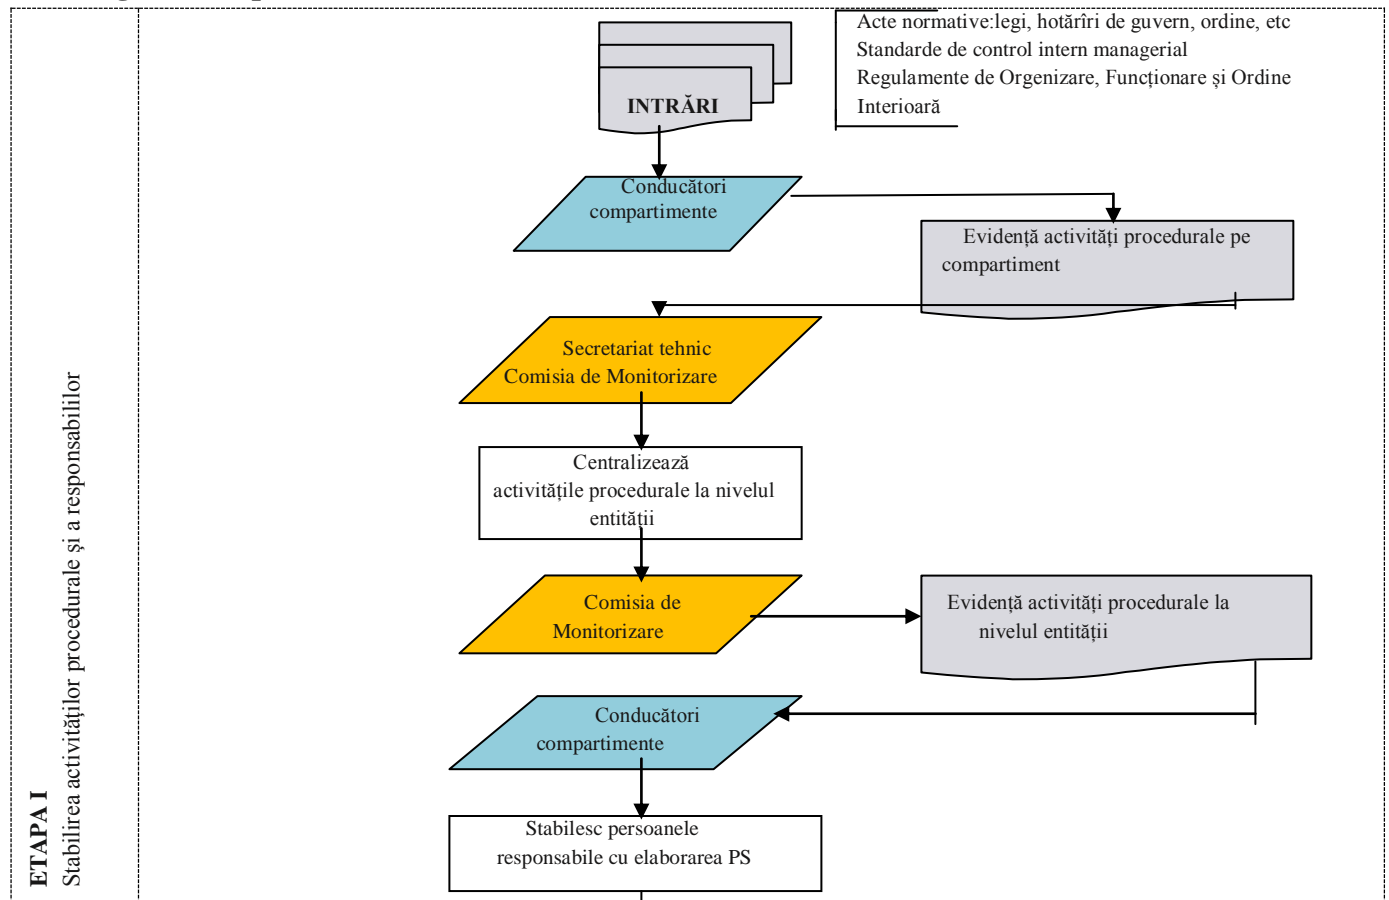 Acte normative:legi, hotărîri de guvern, ordine, etc
Standarde de control intern managerial
Regulamente de Orgenizare, Funcționare și Ordine
Interioară
INTRĂRI
Conducători
compartimente
Evidență activități procedurale pe
compartiment
Secretariat tehnic
Comisia de Monitorizare
Centralizează
activitățile procedurale la nivelul
entității
Comisia de
Monitorizare
Evidență activități procedurale la
nivelul entității
Conducători
compartimente
Stabilesc persoanele
responsabile cu elaborarea PS
ETAPA I
Stabilirea activităților procedurale și a responsabililor